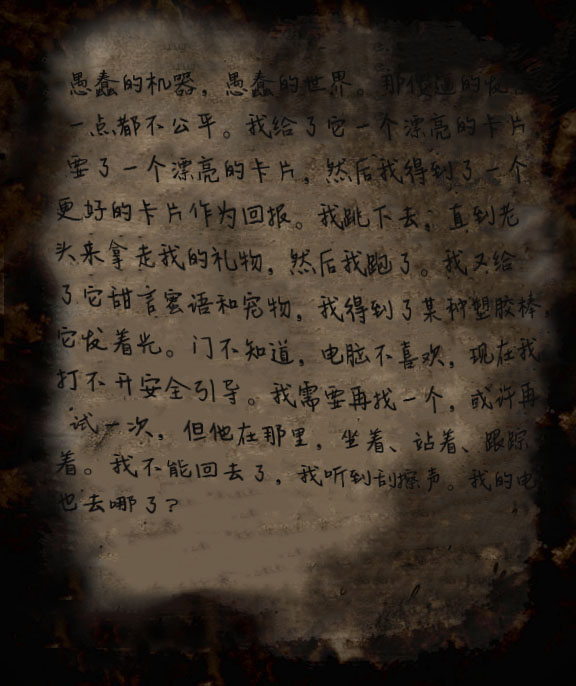 愚蠢的机器，愚蠢的世界。那
一点都不公平。我给了它一个漂亮的卡片，
要了一个漂亮的卡片，然后我得到了一个
更好的卡片作为回报。我跳下去，直到老
头来拿走我的礼物，然后我跑了。我又给
了它甜言蜜语和宠物，我得到了某种塑胶棒，
它发着光。门不知道，电脑不喜欢，现在我
打不开安全引导。我需要再找一个，或许再
试一次，但他在那里，坐着、站着、跟踪
着。我不能回去了，我听到刮擦声。我的电
也去哪了？